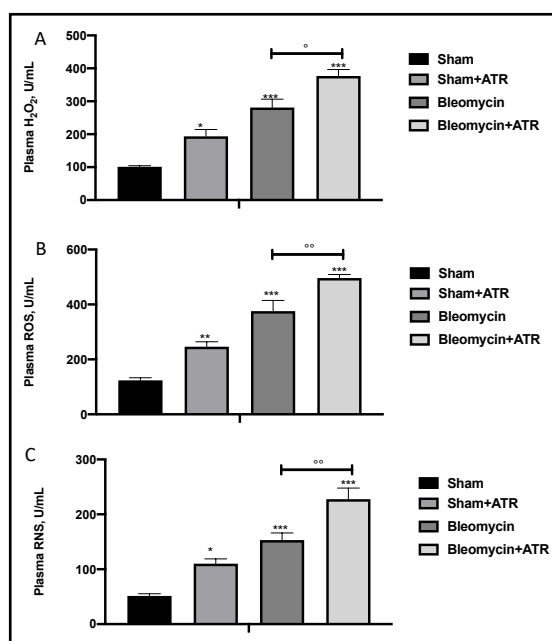 A
Plasma H₂O₂, U/mL
500
400
300
200
100
0
*
***
***
°
Sham
Sham+ATR
Bleomycin
Bleomycin+ATR
B
Plasma ROS, U/mL
600
400
200
0
**
***
***
°°
Sham
Sham+ATR
Bleomycin
Bleomycin+ATR
C
Plasma RNS, U/mL
300
200
100
0
*
***
***
°°
Sham
Sham+ATR
Bleomycin
Bleomycin+ATR